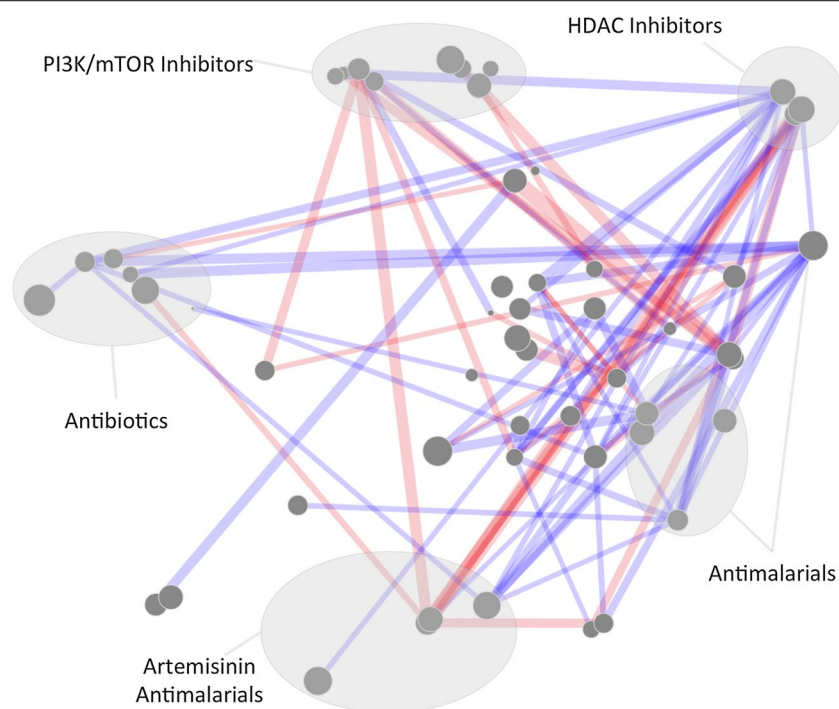 HDAC Inhibitors
PI3K/mTOR Inhibitors
Antibiotics
Antimalarials
Artemisinin
Antimalarials